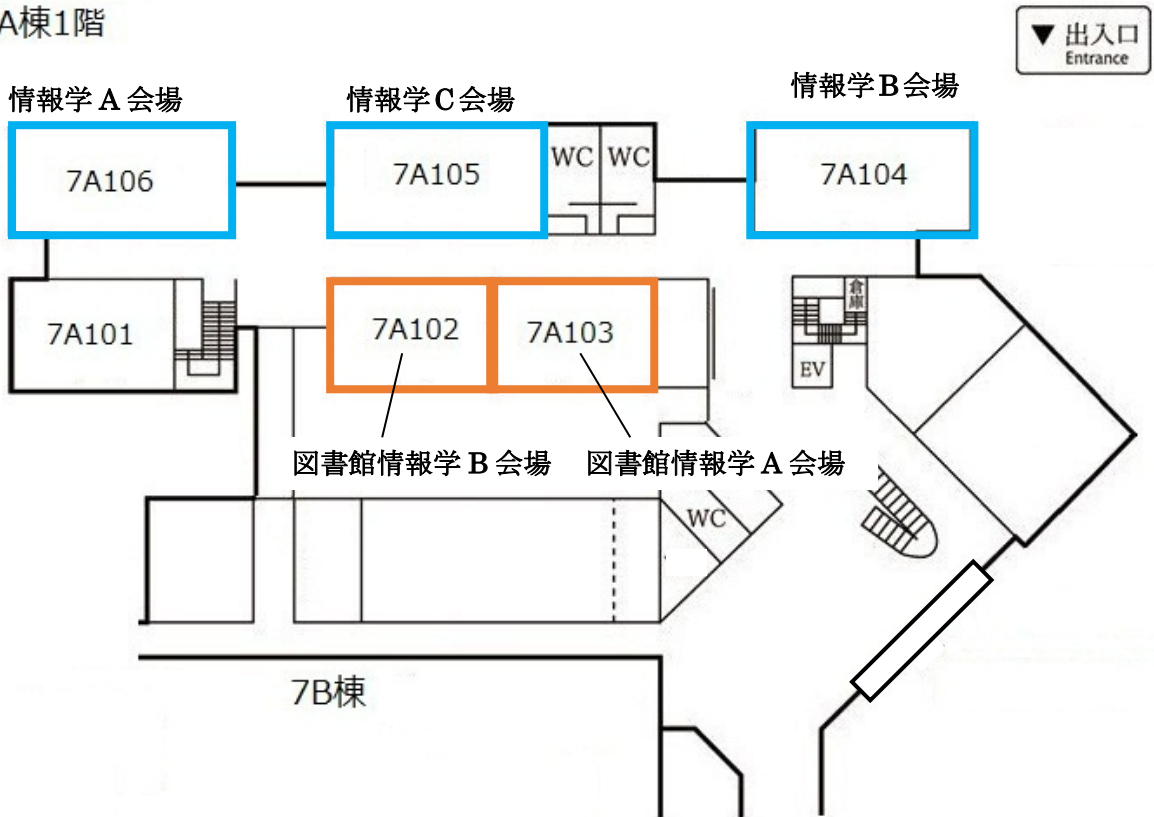 A棟1階
▼ 出入口
Entrance
情報学A会場
情報学C会場
情報学B会場
7A106
7A105
WC
WC
7A104
7A101
7A102
7A103
倉庫
EV
図書館情報学B会場
図書館情報学A会場
WC
7B棟